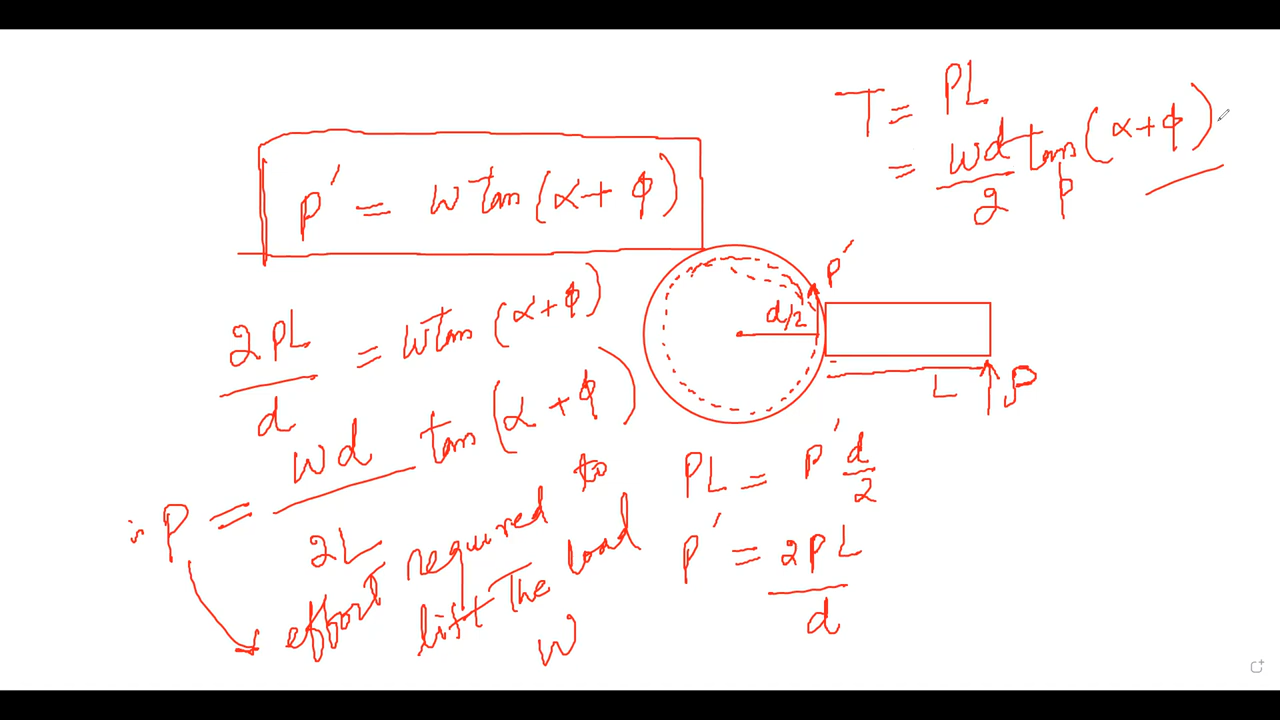 T = PL
= Wd/2 tan (α+ϕ)
P
P' = W tan (α + ϕ)
2PL/d = W tan (α+ϕ)
∴ P = Wd/2L tan (α + ϕ)
effort required to
lift The load
W
P'
d/2
L
P
PL = P' d/2
P' = 2PL/d